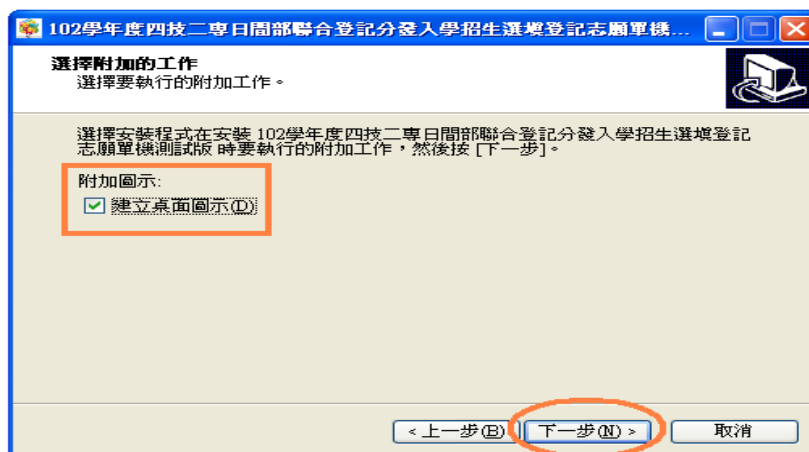 102學年度四技二專日間部聯合登記分發入學招生選填登記志願單機...
選擇附加的工作
選擇要執行的附加工作。
選擇安裝程式在安裝 102學年度四技二專日間部聯合登記分發入學招生選填登記
志願單機測試版 時要執行的附加工作，然後按 [下一步]。
附加圖示:
建立桌面圖示(D)
< 上一步(B) 下一步(N) > 取消